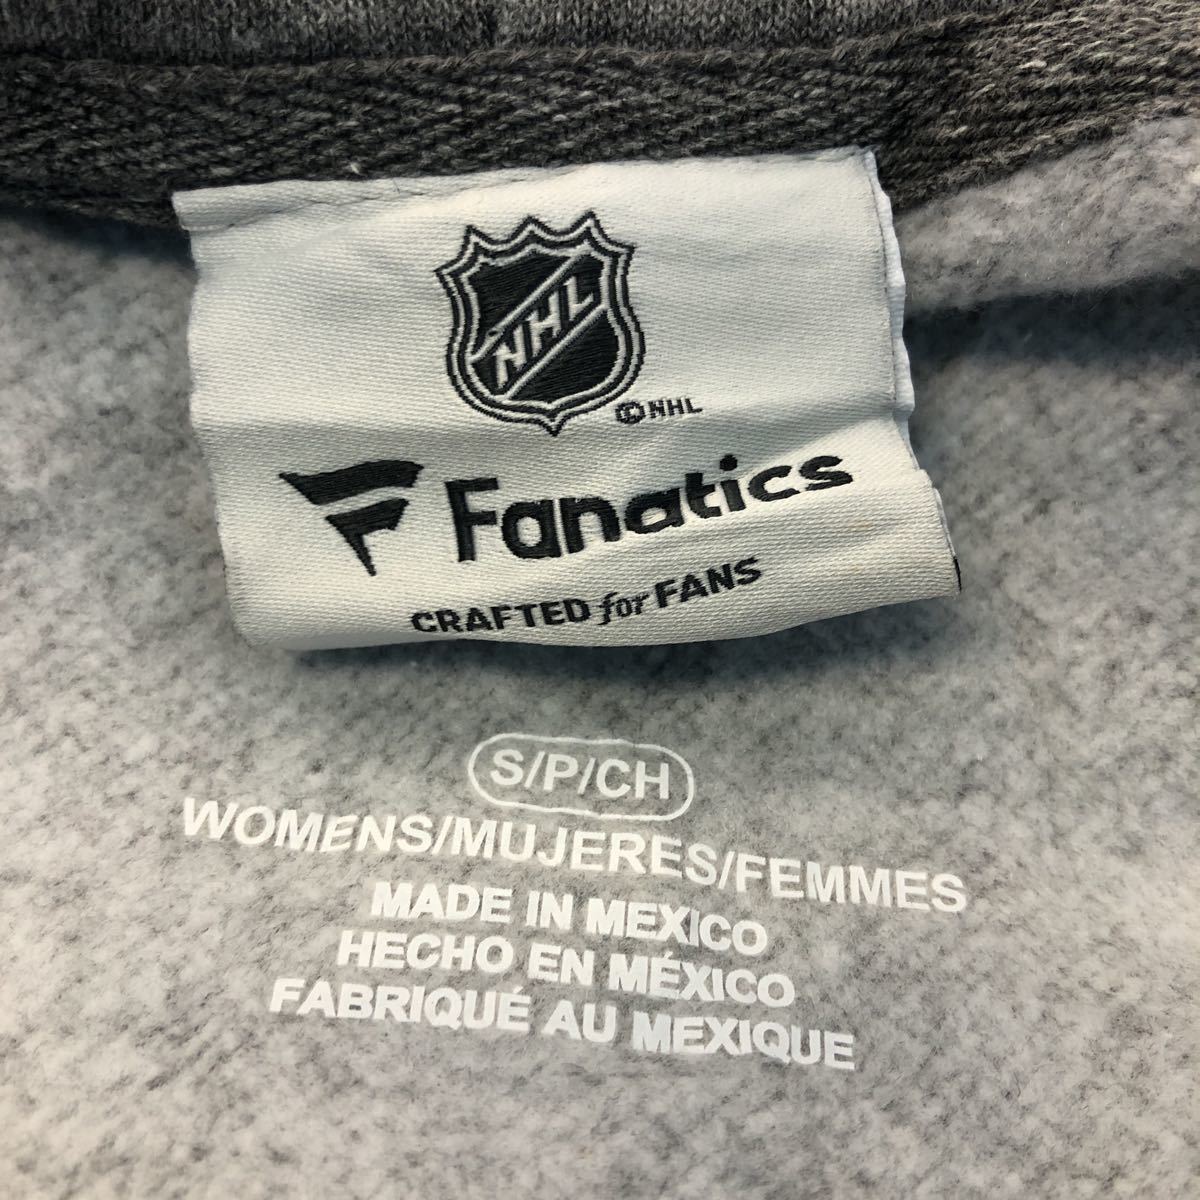 NHL
©NHL
Fanatics
CRAFTED for FANS
S/P/CH
WOMENS/MUJERES/FEMMES
MADE IN MEXICO
HECHO EN MÉXICO
FABRIQUÉ AU MEXIQUE